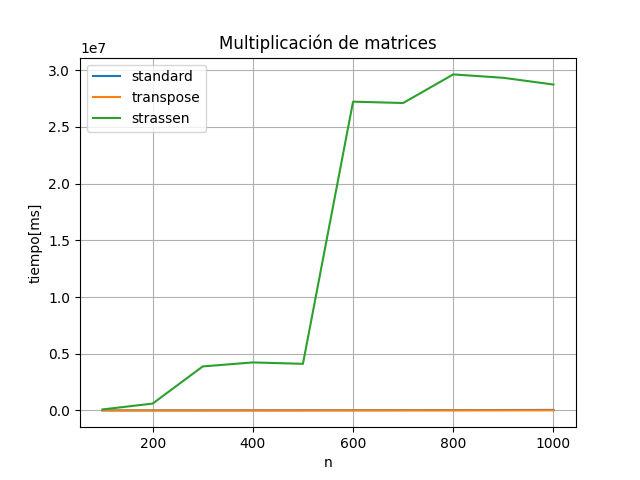 Multiplicación de matrices
1e7
standard
transpose
strassen
3.0
2.5
2.0
1.5
1.0
0.5
0.0
tiempo[ms]
200
400
600
800
1000
n